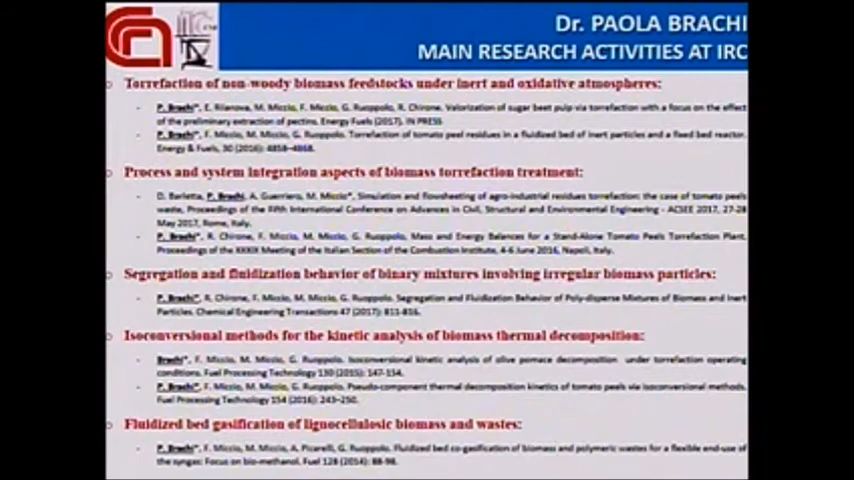 Dr. PAOLA BRACHI
MAIN RESEARCH ACTIVITIES AT IRC
Torrefaction of non-woody biomass feedstocks under inert and oxidative atmospheres:
- P. Brachi*, E. Riianova, M. Miccio, F. Miccio, G. Ruoppolo, R. Chirone. Valorization of sugar beet pulp via torrefaction with a focus on the effect
of the preliminary extraction of pectins. Energy Fuels (2017). IN PRESS
- P. Brachi*, F. Miccio, M. Miccio, G. Ruoppolo. Torrefaction of tomato peel residues in a fluidized bed of inert particles and a fixed bed reactor.
Energy & Fuels, 30 (2016): 4858–4868.
Process and system integration aspects of biomass torrefaction treatment:
- D. Barletta, P. Brachi, A. Guerriero, M. Miccio*, Simulation and flowsheeting of agro-industrial residues torrefaction: the case of tomato peels
waste, Proceedings of the Fifth International Conference on Advances in Civil, Structural and Environmental Engineering - ACSEE 2017, 27-28
May 2017, Rome, Italy.
- P. Brachi*, R. Chirone, F. Miccio, M. Miccio, G. Ruoppolo, Mass and Energy Balances for a Stand-Alone Tomato Peels Torrefaction Plant,
Proceedings of the XXXIX Meeting of the Italian Section of the Combustion Institute, 4-6 June 2016, Napoli, Italy.
Segregation and fluidization behavior of binary mixtures involving irregular biomass particles:
- P. Brachi*, R. Chirone, F. Miccio, M. Miccio, G. Ruoppolo. Segregation and Fluidization Behavior of Poly-disperse Mixtures of Biomass and Inert
Particles. Chemical Engineering Transactions 47 (2017): 811-816.
Isoconversional methods for the kinetic analysis of biomass thermal decomposition:
- Brachi*, F. Miccio, M. Miccio, G. Ruoppolo. Isoconversional kinetic analysis of olive pomace decomposition under torrefaction operating
conditions. Fuel Processing Technology 130 (2015): 147-154.
- P. Brachi*, F. Miccio, M. Miccio, G. Ruoppolo. Pseudo-component thermal decomposition kinetics of tomato peels via isoconversional methods.
Fuel Processing Technology 154 (2016): 243–250.
Fluidized bed gasification of lignocellulosic biomass and wastes:
- P. Brachi*, F. Miccio, M. Miccio, A. Picarelli, G. Ruoppolo. Fluidized bed co-gasification of biomass and polymeric wastes for a flexible end-use of
the syngas: Focus on bio-methanol. Fuel 128 (2014): 88-98.